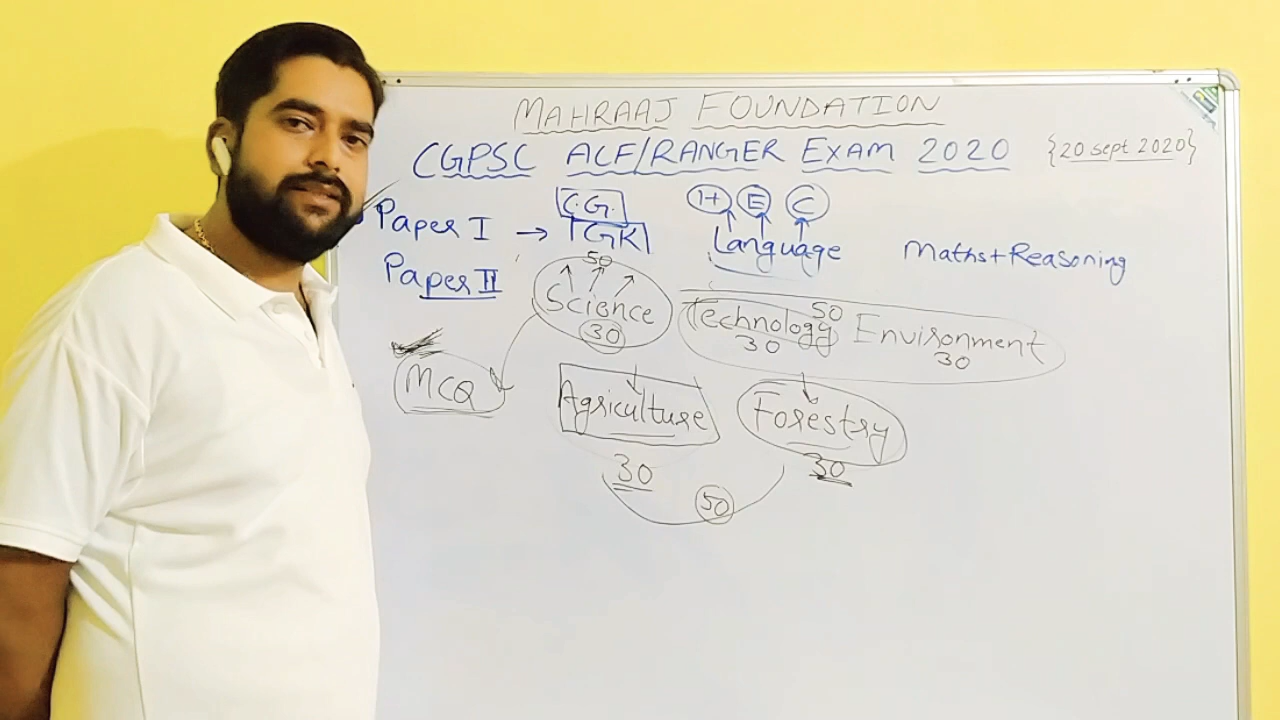 MAHRAAJ FOUNDATION
CGPSC ACF/RANGER EXAM 2020 {20 sept 2020}
C.G. H E C
Paper I → GK Language Maths+Reasoning
Paper II 50
Science Technology 50 Environment
30 30 30
MCQ Agriculture Forestry
30 30
50